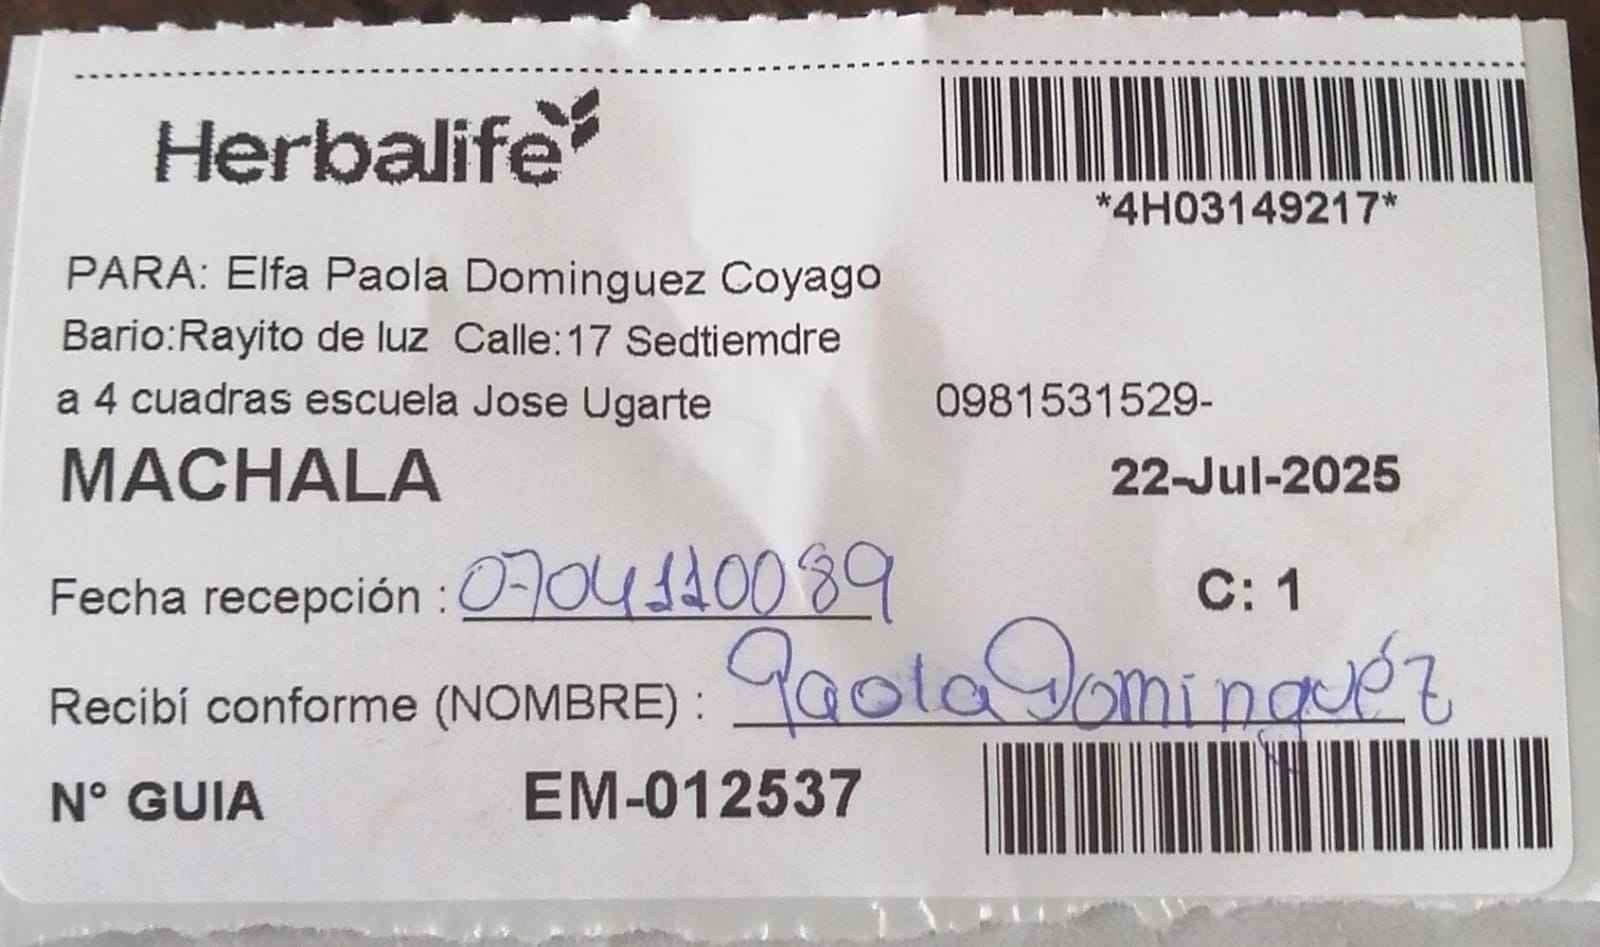 Herbalife
*4H03149217*
PARA: Elfa Paola Dominguez Coyago
Bario:Rayito de luz Calle:17 Sedtiemdre
a 4 cuadras escuela Jose Ugarte 0981531529-
MACHALA 22-Jul-2025
Fecha recepción : 0704110089 C: 1
Recibí conforme (NOMBRE) : Paola Dominguéz
N° GUIA EM-012537